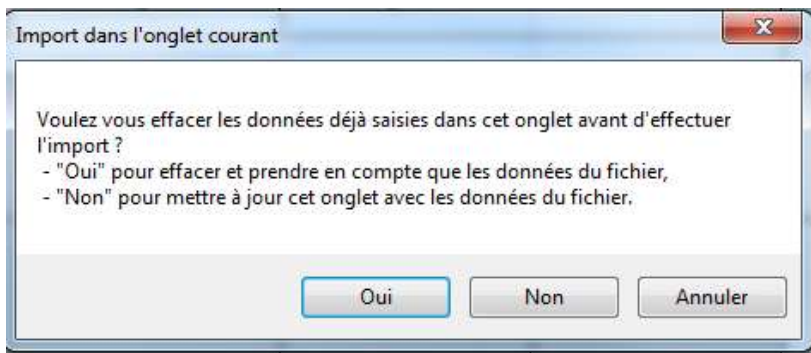 Import dans l'onglet courant
Voulez vous effacer les données déjà saisies dans cet onglet avant d'effectuer
l'import ?
- "Oui" pour effacer et prendre en compte que les données du fichier,
- "Non" pour mettre à jour cet onglet avec les données du fichier.
Oui Non Annuler